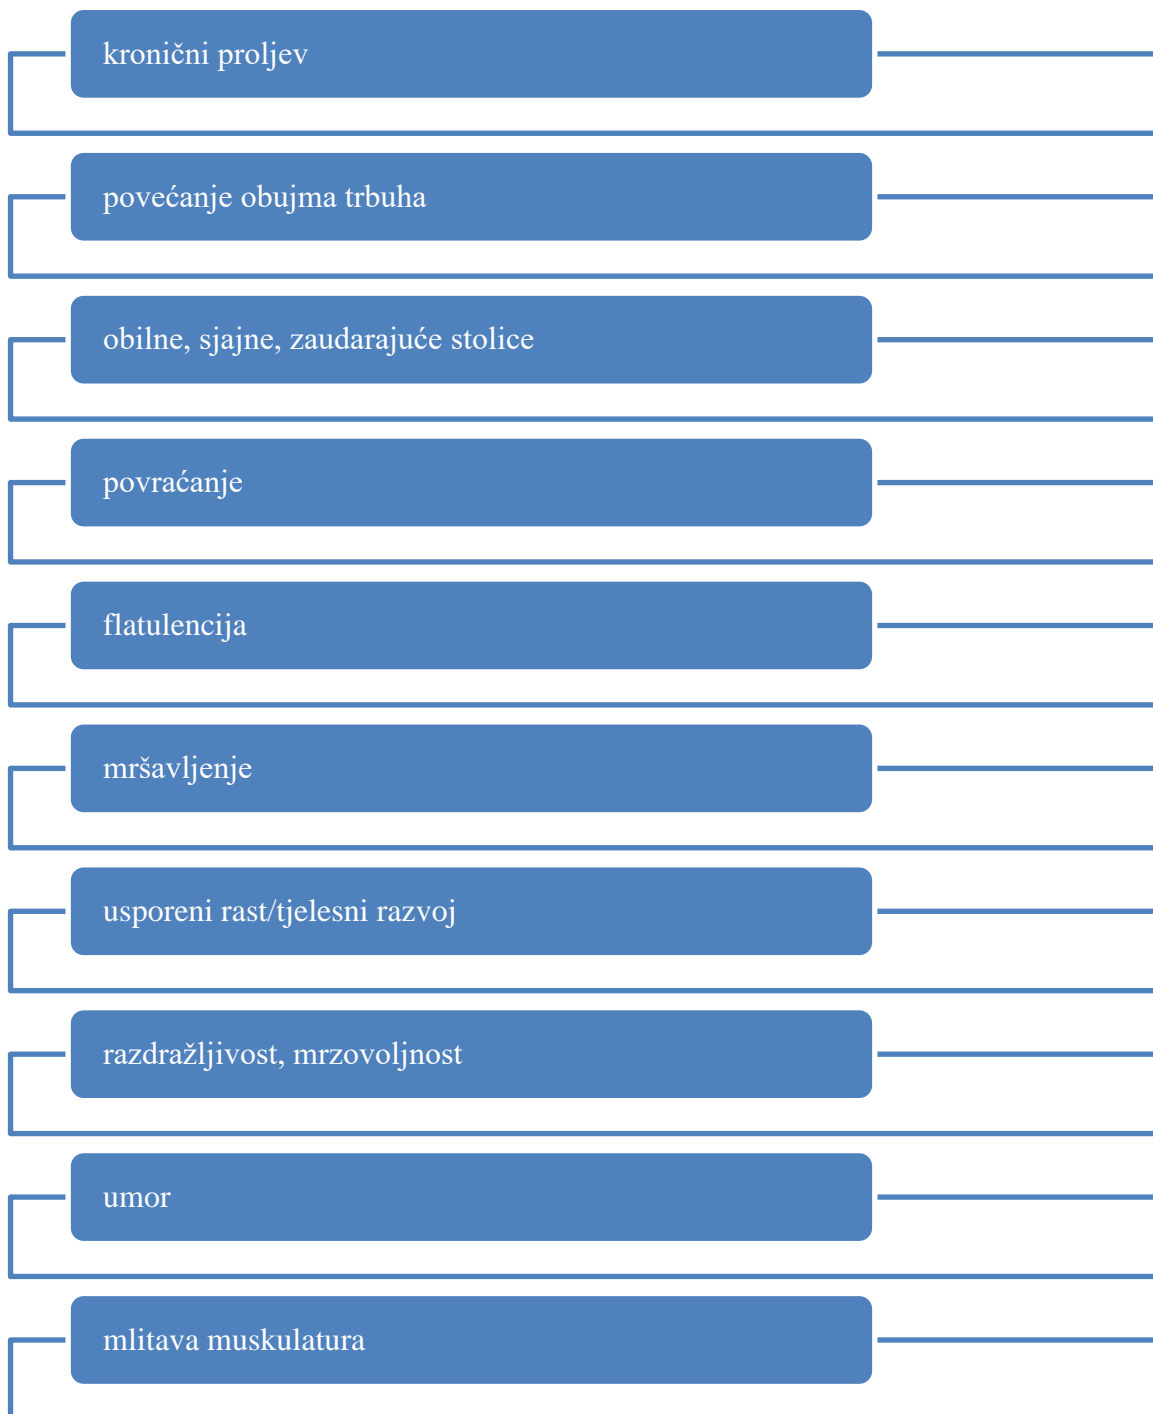 kronični proljev
povećanje obujma trbuha
obilne, sjajne, zaudarajuće stolice
povraćanje
flatulencija
mršavljenje
usporeni rast/tjelesni razvoj
razdražljivost, mrzovoljnost
umor
mlitava muskulatura